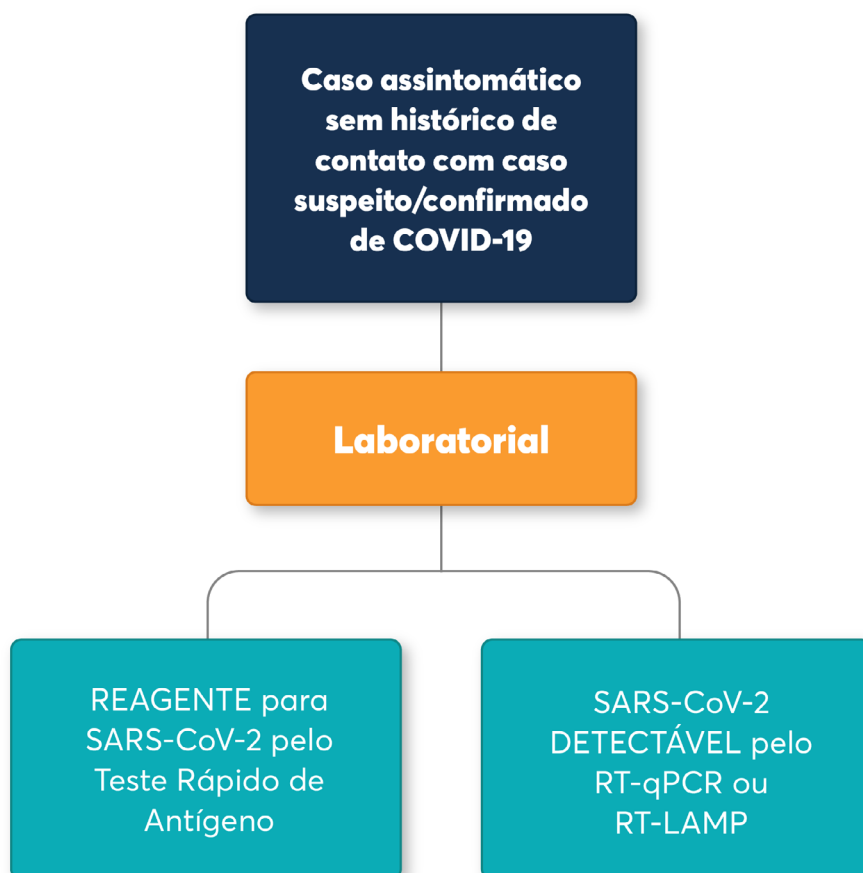 Caso assintomático
sem histórico de
contato com caso
suspeito/confirmado
de COVID-19
Laboratorial
REAGENTE para
SARS-CoV-2 pelo
Teste Rápido de
Antígeno
SARS-CoV-2
DETECTÁVEL pelo
RT-qPCR ou
RT-LAMP